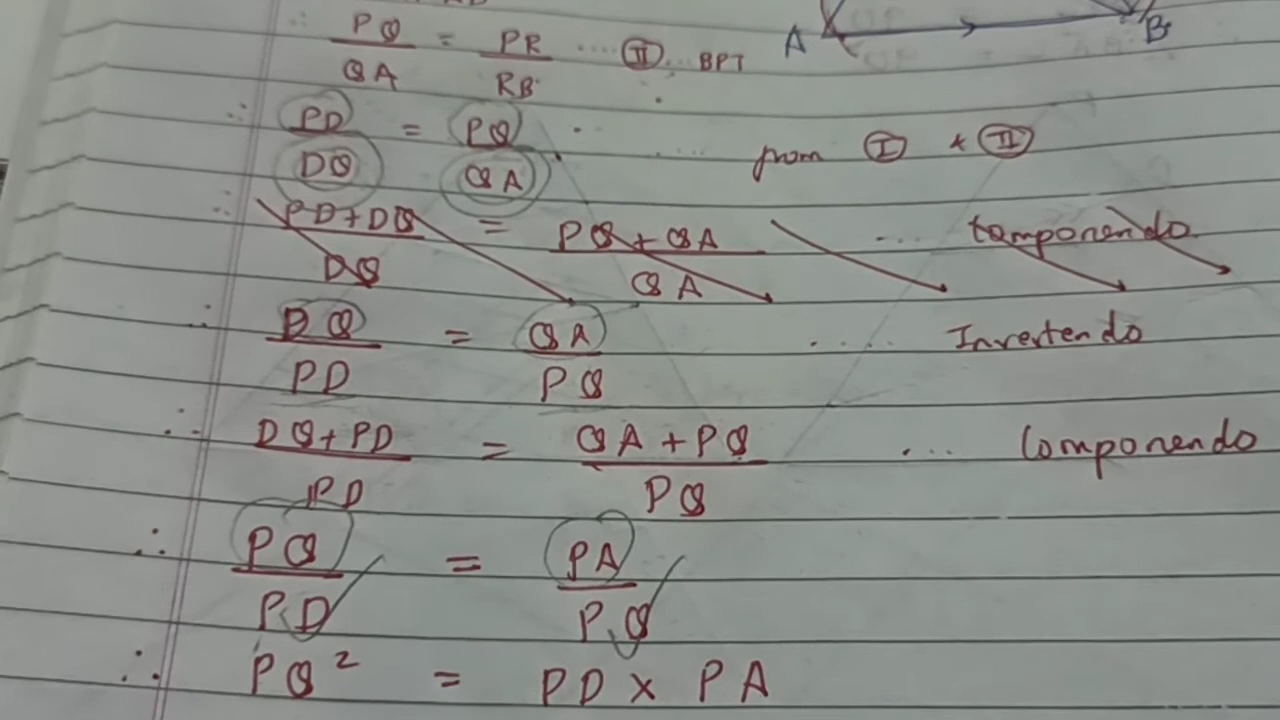 ∴ PQ/QA = PR/RB .... (II) .. BPT
A B
∴ PD/DQ = PQ/QA .... from (I) & (II)
∴ PD+DQ/DQ = PQ+QA/QA ... Componendo
∴ DQ/PD = QA/PQ .... Invertendo
∴ DQ+PD/PD = QA+PQ/PQ ... Componendo
∴ PQ/PD = PA/PQ
∴ PQ² = PD × PA